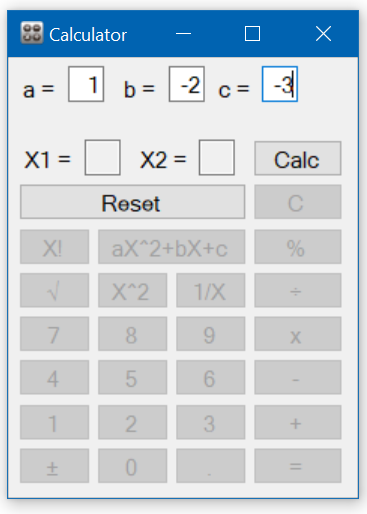 Calculator
a = 1 b = -2 c = -3
X1 = X2 = Calc
Reset C
X! aX^2+bX+c %
√ X^2 1/X ÷
7 8 9 x
4 5 6 -
1 2 3 +
± 0 . =